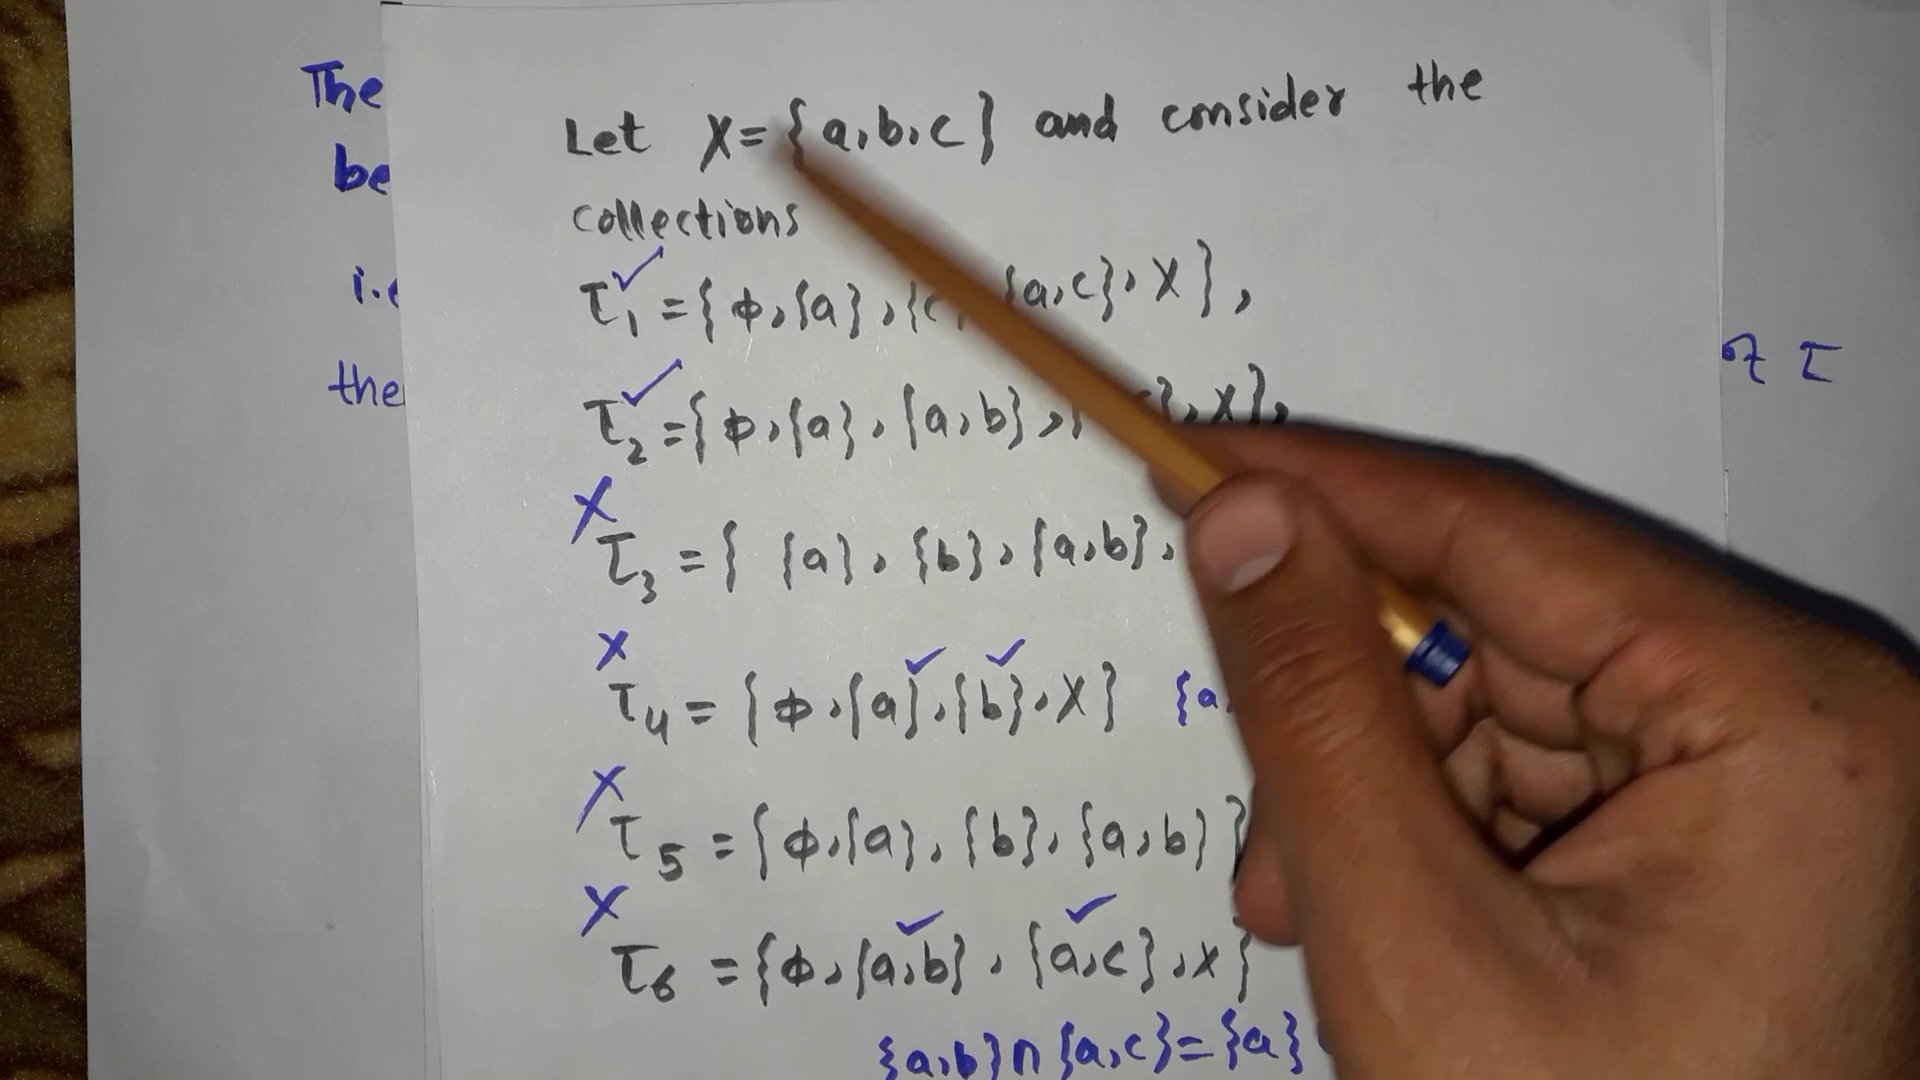 The
be
i.e
the
of τ
Let X={a,b,c} and consider the
collections
✓
τ₁={ϕ,{a},{c {a,c},X},
✓
τ₂={ϕ,{a},{a,b},{ c},X},
X
τ₃={ {a},{b},{a,b},
X ✓ ✓
τ₄={ϕ,{a},{b},X} {a,
X
τ₅={ϕ,{a},{b},{a,b}}
X ✓ ✓
τ₆={ϕ,{a,b},{a,c},X}
{a,b}∩{a,c}={a}